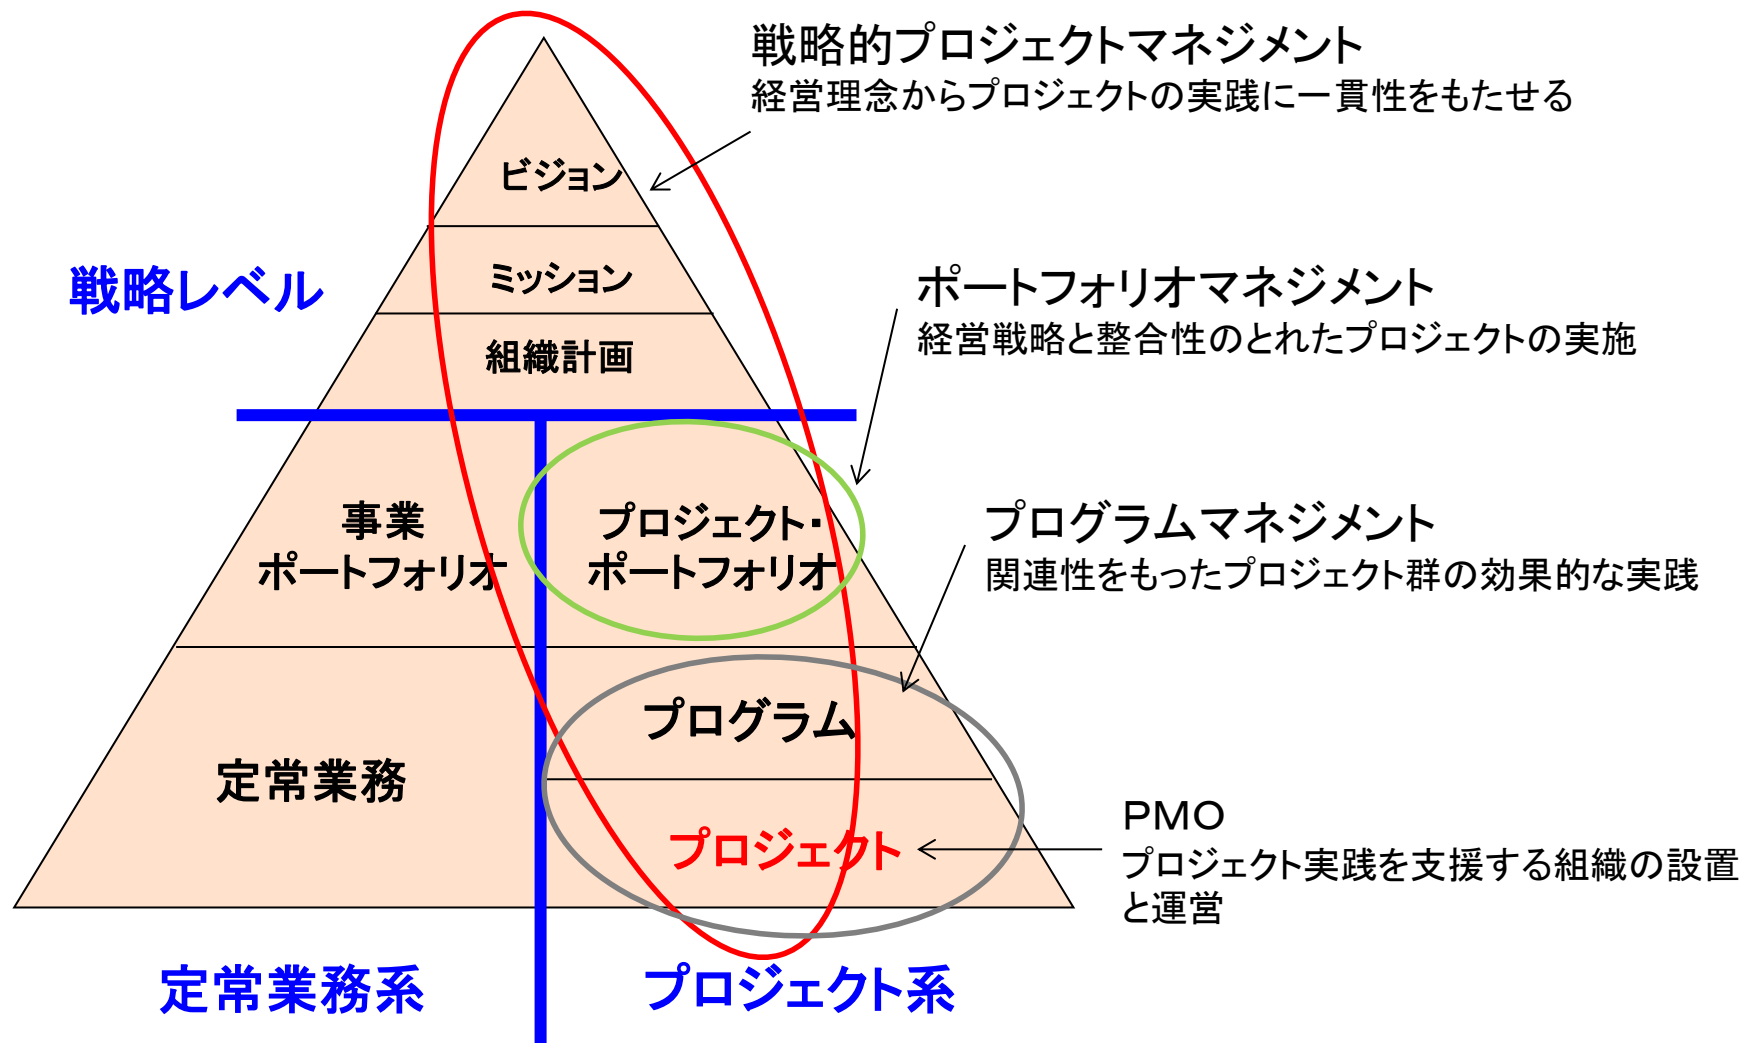 戦略的プロジェクトマネジメント
経営理念からプロジェクトの実践に一貫性をもたせる
ビジョン
ミッション
組織計画
戦略レベル
ポートフォリオマネジメント
経営戦略と整合性のとれたプロジェクトの実施
事業
ポートフォリオ
プロジェクト・
ポートフォリオ
プログラムマネジメント
関連性をもったプロジェクト群の効果的な実践
プログラム
定常業務
プロジェクト
ＰＭＯ
プロジェクト実践を支援する組織の設置
と運営
定常業務系
プロジェクト系